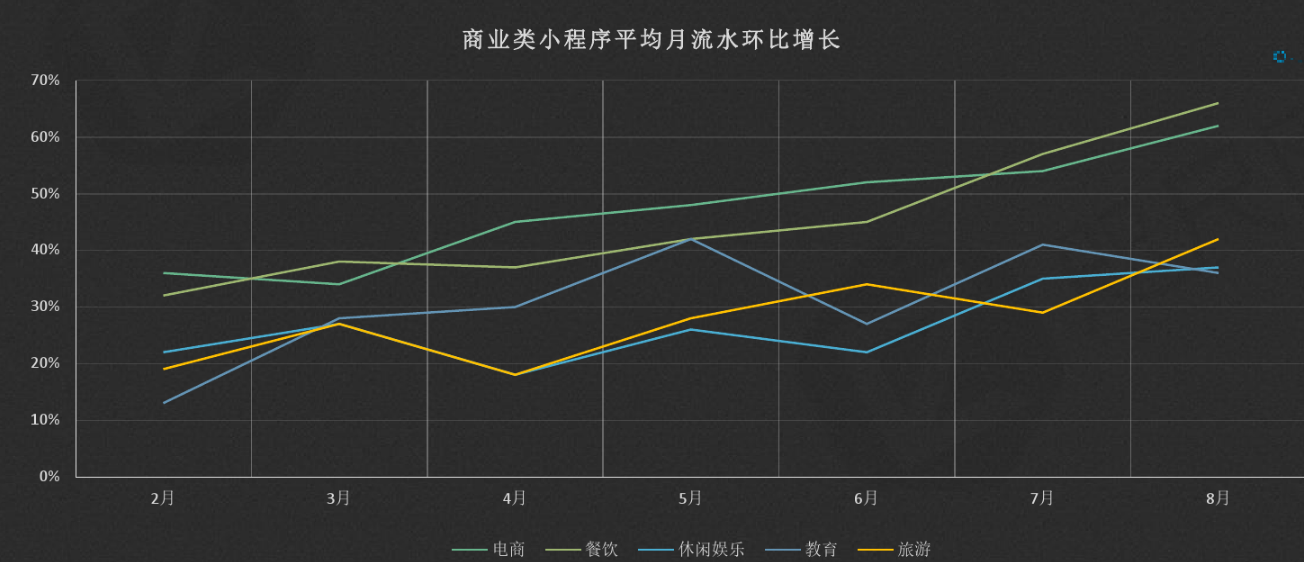 商业类小程序平均月流水环比增长
70%
60%
50%
40%
30%
20%
10%
0%
2月 3月 4月 5月 6月 7月 8月
电商 餐饮 休闲娱乐 教育 旅游